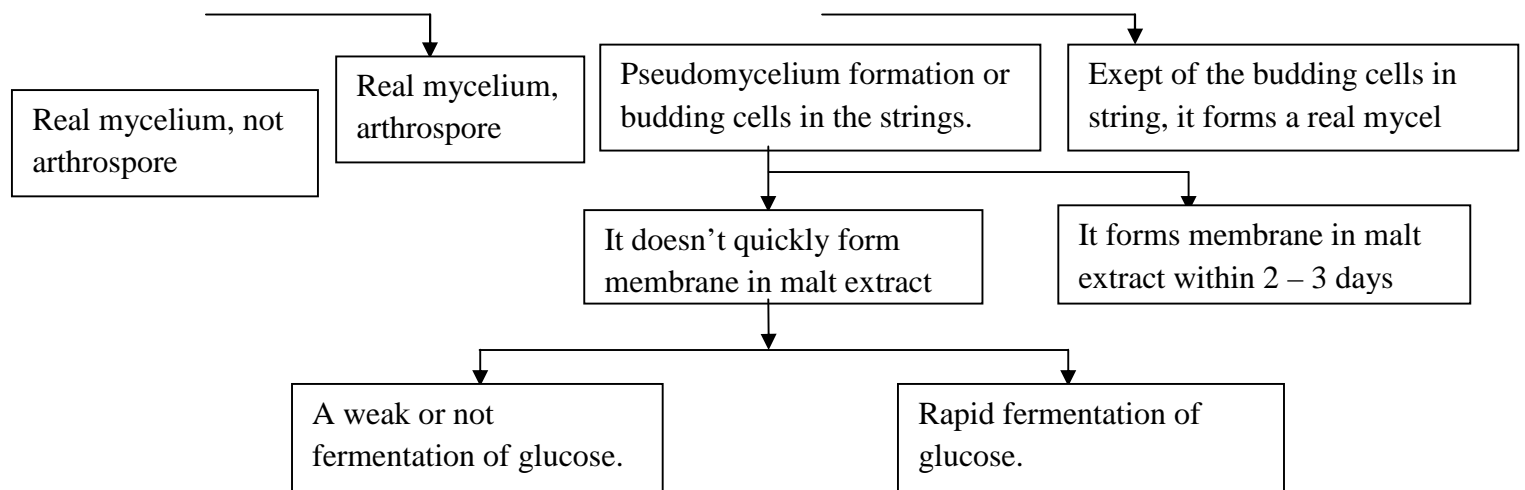 Real mycelium, not
arthrospore
Real mycelium,
arthrospore
Pseudomycelium formation or
budding cells in the strings.
Exept of the budding cells in
string, it forms a real mycel
It doesn’t quickly form
membrane in malt extract
It forms membrane in malt
extract within 2 – 3 days
A weak or not
fermentation of glucose.
Rapid fermentation of
glucose.